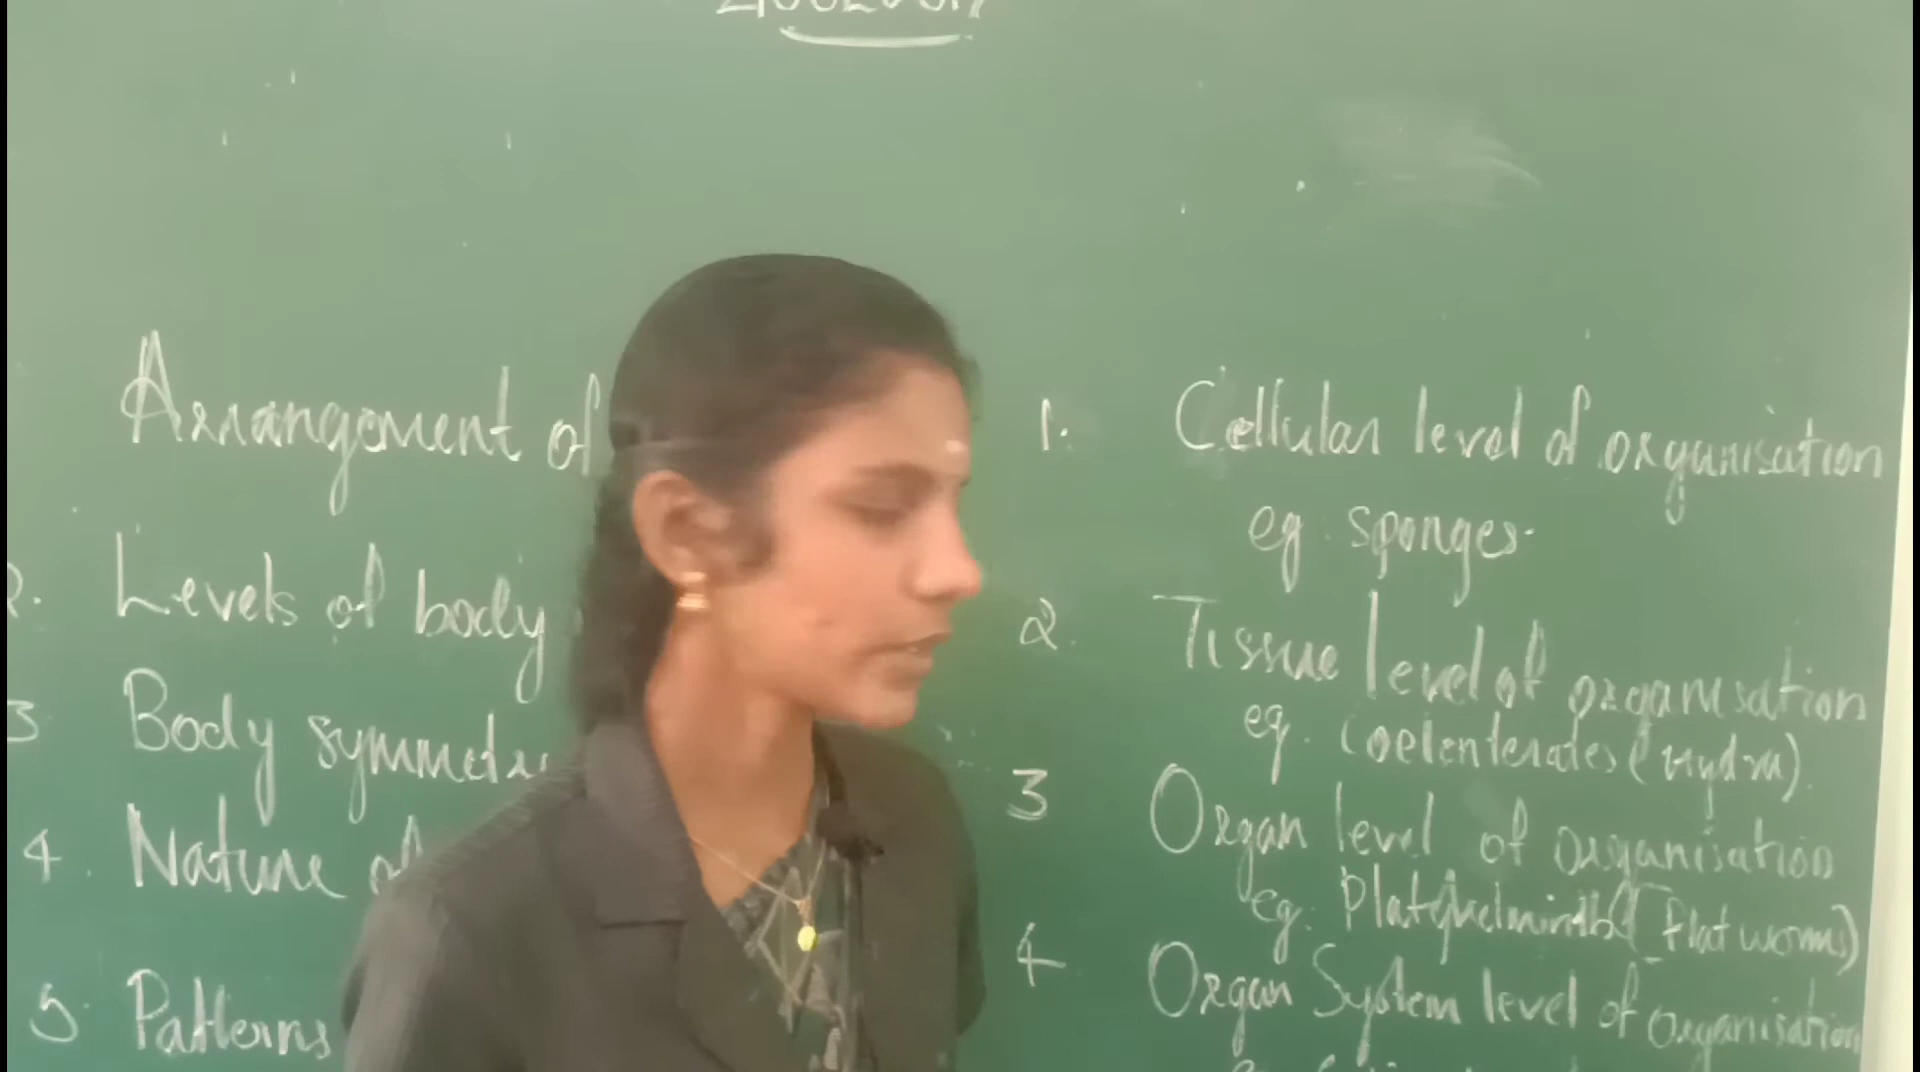 Arrangement of
2. Levels of body
3 Body symmetry
4. Nature of
5. Patterns
1. Cellular level of organisation
eg. sponges.
2. Tissue level of organisation
eg. Coelenterates (Hydra).
3 Organ level of organisation
eg. Platyhelminths (Flat worms)
4 Organ System level of organisation